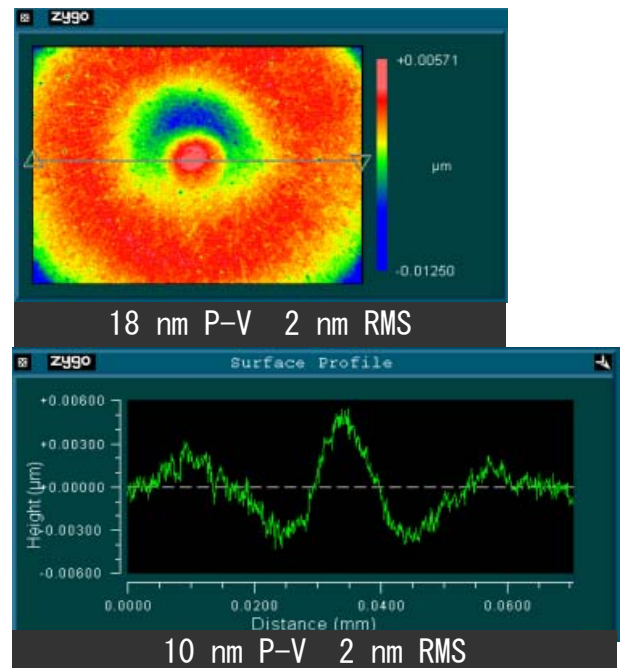 zygo
+0.00571
μm
-0.01250
18 nm P-V 2 nm RMS
zygo Surface Profile
+0.00600
+0.00300
+0.00000
-0.00300
-0.00600
Height (μm)
0.0000 0.0200 0.0400 0.0600
Distance (mm)
10 nm P-V 2 nm RMS